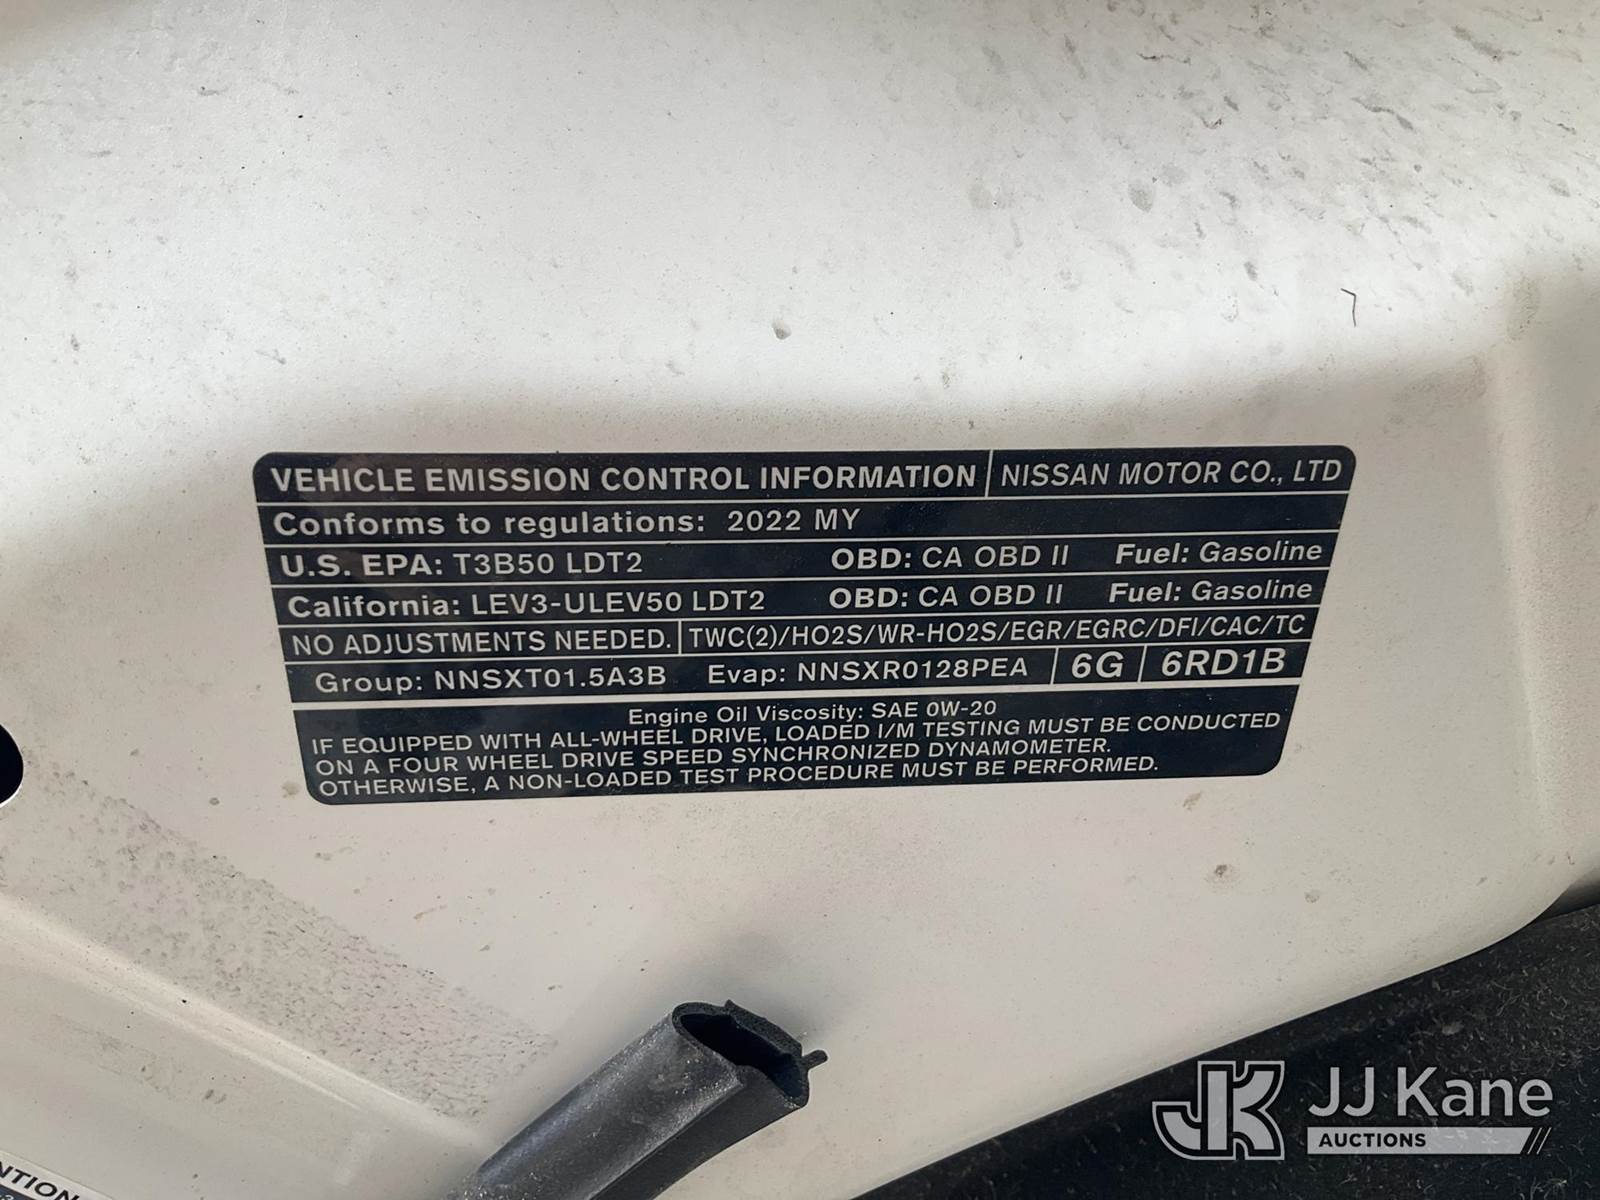 VEHICLE EMISSION CONTROL INFORMATION NISSAN MOTOR CO., LTD
Conforms to regulations: 2022 MY
U.S. EPA: T3B50 LDT2 OBD: CA OBD II Fuel: Gasoline
California: LEV3-ULEV50 LDT2 OBD: CA OBD II Fuel: Gasoline
NO ADJUSTMENTS NEEDED. TWC(2)/HO2S/WR-HO2S/EGR/EGRC/DFI/CAC/TC
Group: NNSXT01.5A3B Evap: NNSXR0128PEA 6G 6RD1B
Engine Oil Viscosity: SAE 0W-20
IF EQUIPPED WITH ALL-WHEEL DRIVE, LOADED I/M TESTING MUST BE CONDUCTED
ON A FOUR WHEEL DRIVE SPEED SYNCHRONIZED DYNAMOMETER.
OTHERWISE, A NON-LOADED TEST PROCEDURE MUST BE PERFORMED.
NTION
JK JJ Kane
AUCTIONS